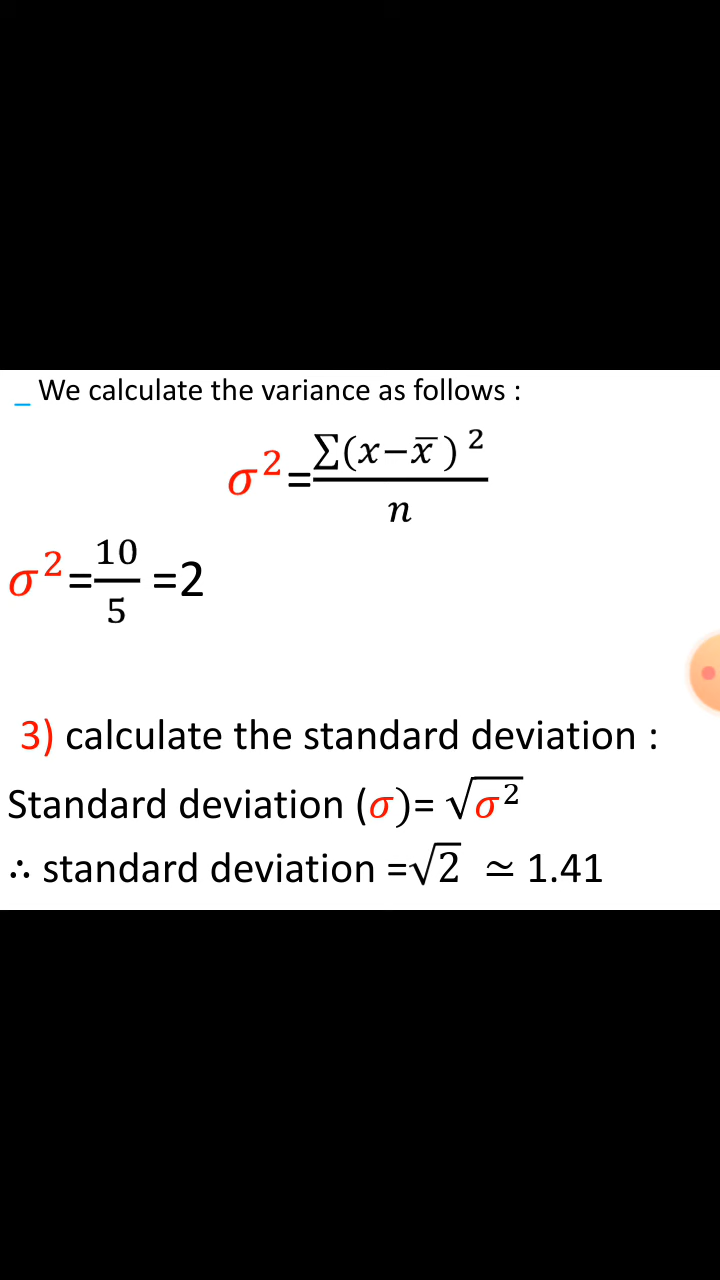 _ We calculate the variance as follows :
σ²=∑(x−x̅)²/n
σ²=10/5 =2
3) calculate the standard deviation :
Standard deviation (σ)= √σ²
∴ standard deviation =√2 ≃ 1.41